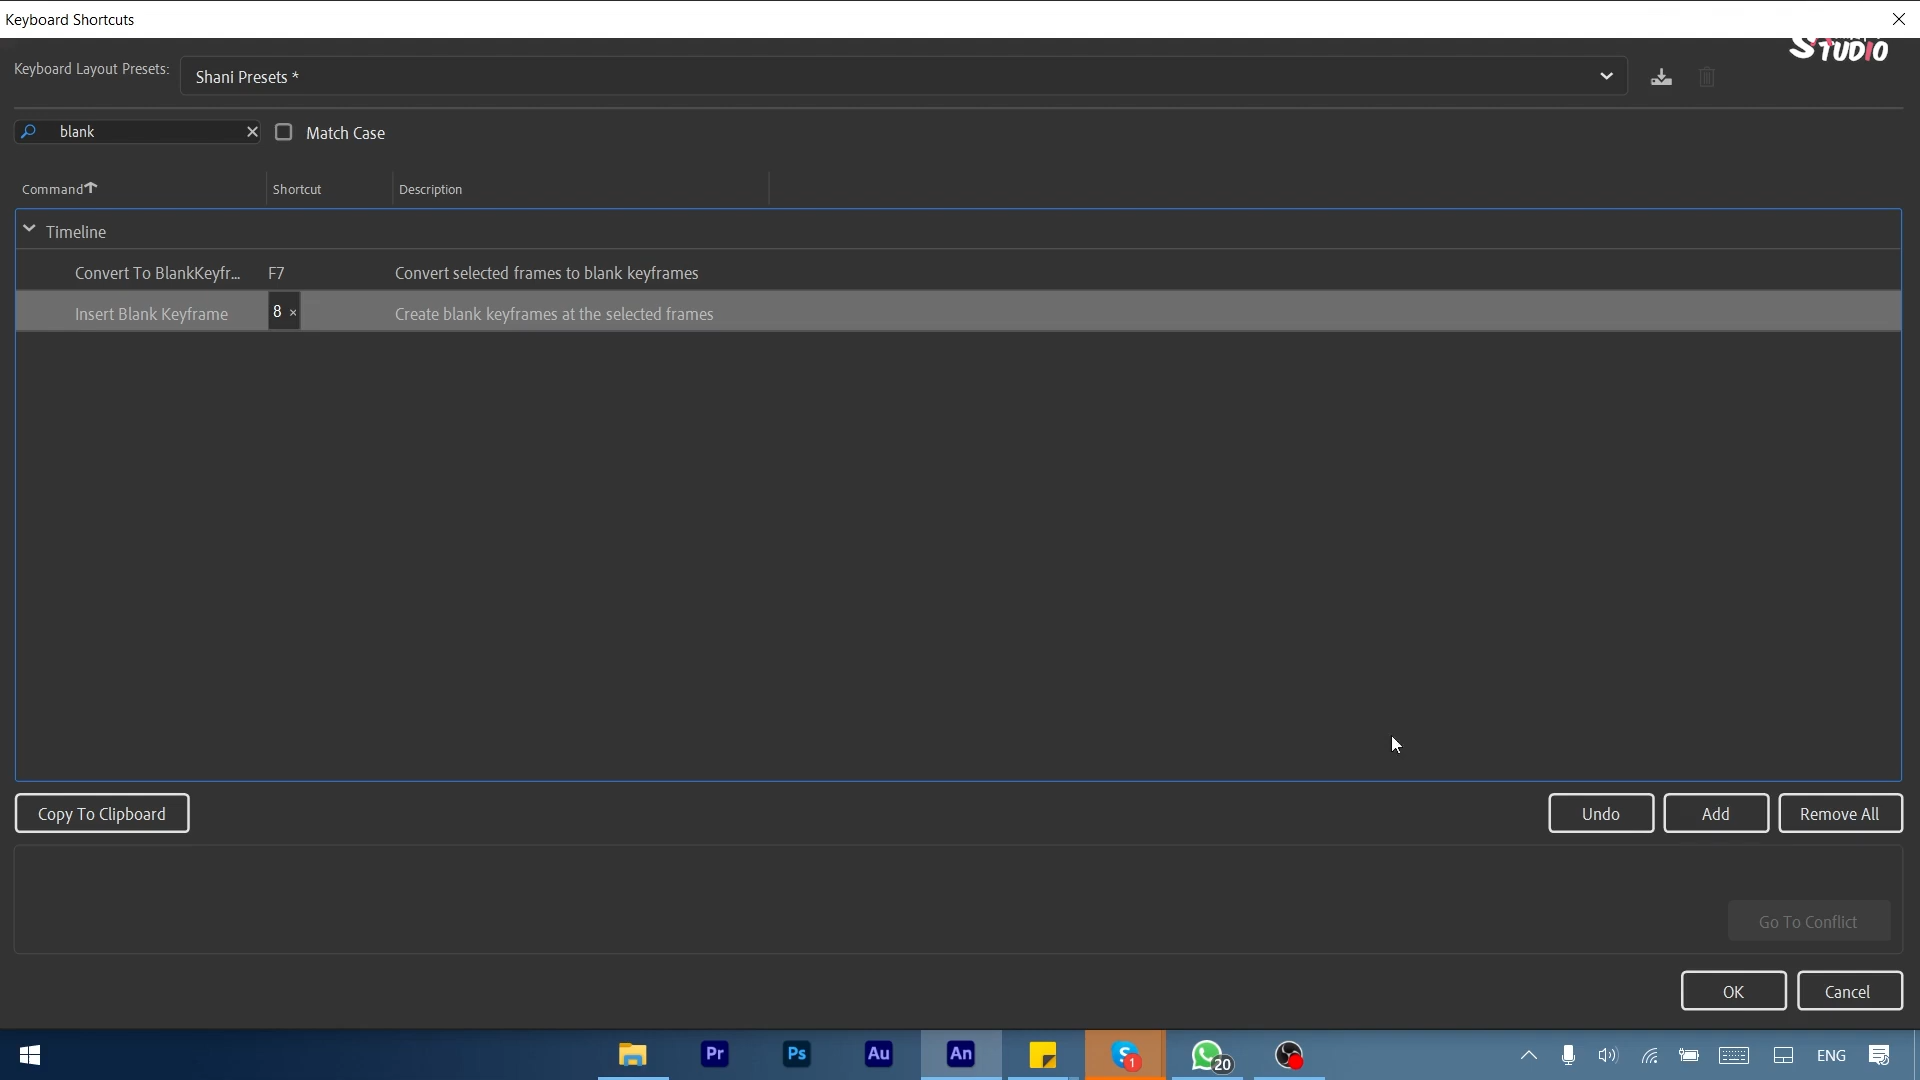 Keyboard Shortcuts
STUDIO
Keyboard Layout Presets:
Shani Presets *
blank
Match Case
Command
Shortcut
Description
Timeline
Convert To BlankKeyfr...
F7
Convert selected frames to blank keyframes
Insert Blank Keyframe
8 ×
Create blank keyframes at the selected frames
Copy To Clipboard
Undo
Add
Remove All
Go To Conflict
OK
Cancel
Pr
Ps
Au
An
1
20
ENG